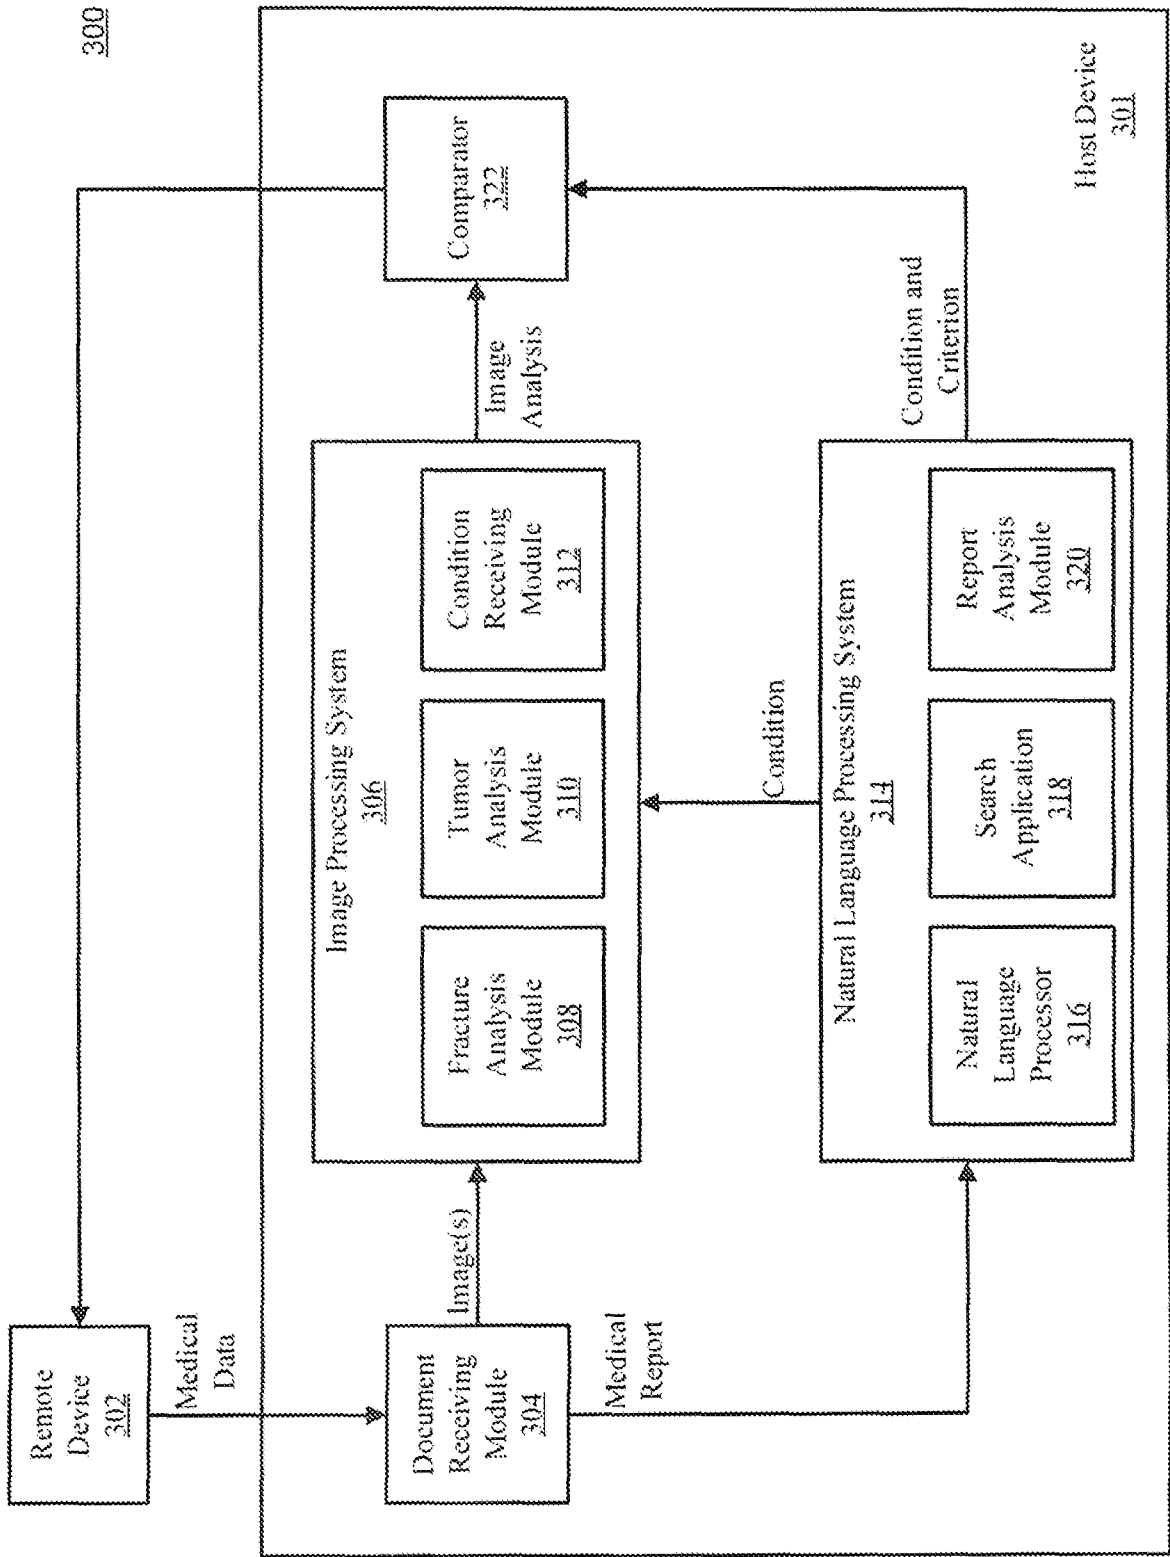 300
Remote
Device
302
Medical
Data
Document
Receiving
Module
304
Image(s)
Medical
Report
Image Processing System
306
Fracture
Analysis
Module
308
Tumor
Analysis
Module
310
Condition
Receiving
Module
312
Image
Analysis
Comparator
322
Condition
Natural Language Processing System
314
Natural
Language
Processor
316
Search
Application
318
Report
Analysis
Module
320
Condition and
Criterion
Host Device
301